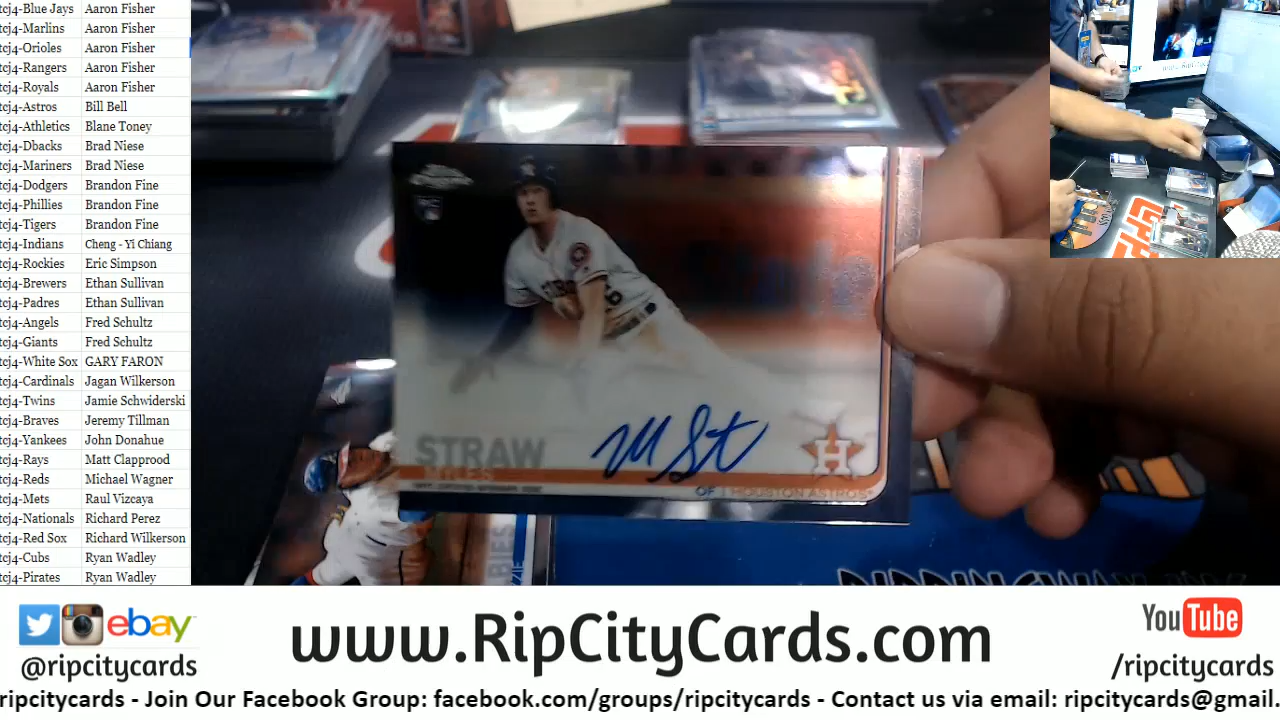 tcj4-Blue Jays Aaron Fisher
tcj4-Marlins Aaron Fisher
tcj4-Orioles Aaron Fisher
tcj4-Rangers Aaron Fisher
tcj4-Royals Aaron Fisher
tcj4-Astros Bill Bell
tcj4-Athletics Blane Toney
tcj4-Dbacks Brad Niese
tcj4-Mariners Brad Niese
tcj4-Dodgers Brandon Fine
tcj4-Phillies Brandon Fine
tcj4-Tigers Brandon Fine
tcj4-Indians Cheng - Yi Chiang
tcj4-Rockies Eric Simpson
tcj4-Brewers Ethan Sullivan
tcj4-Padres Ethan Sullivan
tcj4-Angels Fred Schultz
tcj4-Giants Fred Schultz
tcj4-White Sox GARY FARON
tcj4-Cardinals Jagan Wilkerson
tcj4-Twins Jamie Schwiderski
tcj4-Braves Jeremy Tillman
tcj4-Yankees John Donahue
tcj4-Rays Matt Clapprood
tcj4-Reds Michael Wagner
tcj4-Mets Raul Vizcaya
tcj4-Nationals Richard Perez
tcj4-Red Sox Richard Wilkerson
tcj4-Cubs Ryan Wadley
tcj4-Pirates Ryan Wadley
STRAW
MYLES
H
OF | HOUSTON ASTROS
ebay
@ripcitycards
www.RipCityCards.com
YouTube
/ripcitycards
ripcitycards - Join Our Facebook Group: facebook.com/groups/ripcitycards - Contact us via email: ripcitycards@gmail.